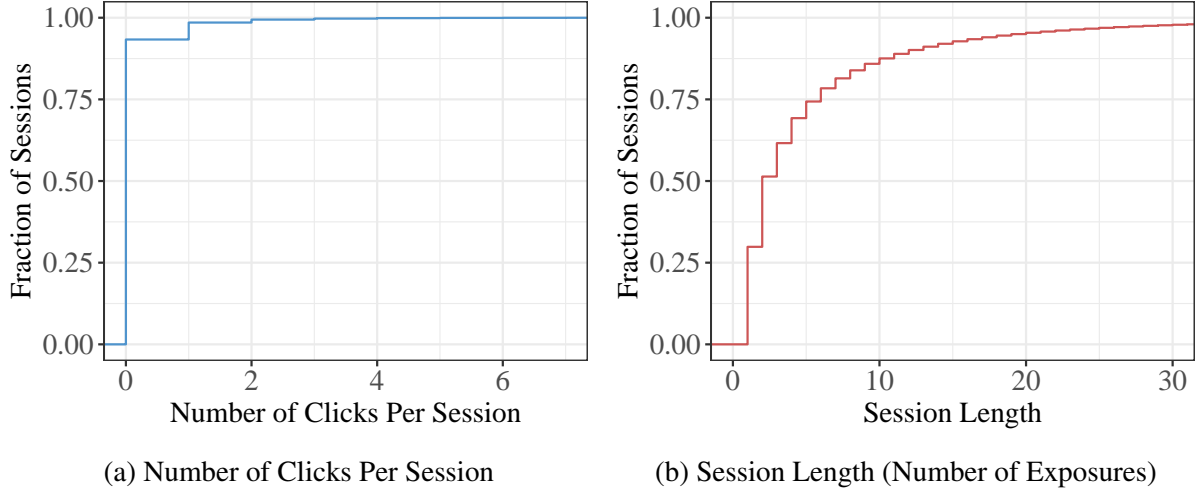 1.00
0.75
0.50
0.25
0.00
Fraction of Sessions
0 2 4 6
Number of Clicks Per Session
(a) Number of Clicks Per Session
1.00
0.75
0.50
0.25
0.00
Fraction of Sessions
0 10 20 30
Session Length
(b) Session Length (Number of Exposures)